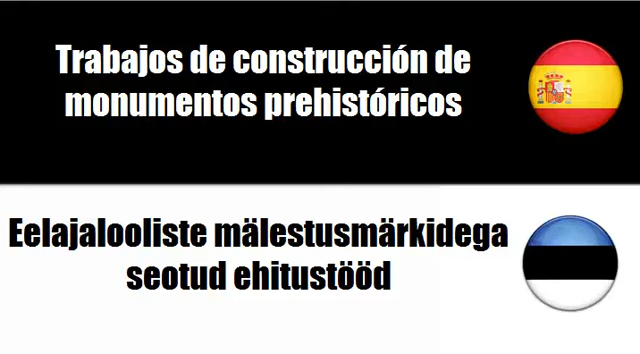 Trabajos de construcción de
monumentos prehistóricos
Eelajalooliste mälestusmärkidega
seotud ehitustööd